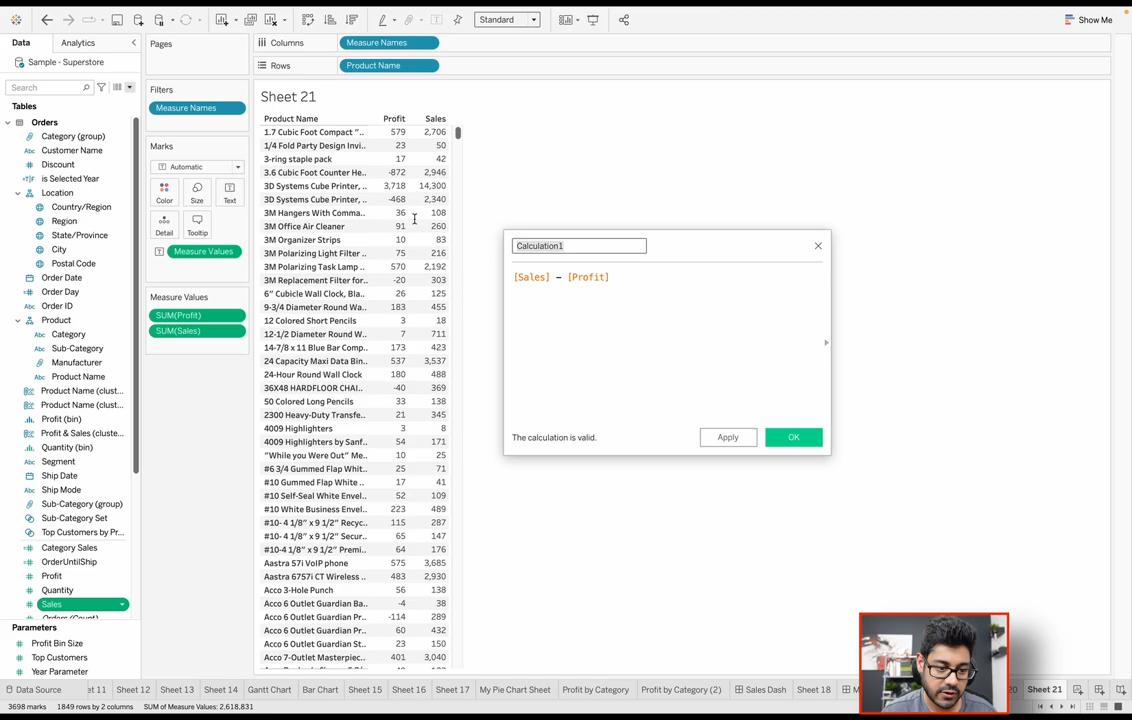 Standard
Show Me
Data
Analytics
Pages
Columns
Measure Names
Sample - Superstore
Rows
Product Name
Search
Filters
Measure Names
Sheet 21
Tables
Orders
Category (group)
Customer Name
Discount
is Selected Year
Location
Country/Region
Region
State/Province
City
Postal Code
Order Date
Order Day
Order ID
Product
Category
Sub-Category
Manufacturer
Product Name
Product Name (clust...
Product Name (cluste...
Profit (bin)
Profit & Sales (cluste...
Quantity (bin)
Segment
Ship Date
Ship Mode
Sub-Category (group)
Sub-Category Set
Top Customers by Pr...
Category Sales
OrderUntilShip
Profit
Quantity
Sales
Orders (Count)
Parameters
Profit Bin Size
Top Customers
Year Parameter
Marks
Automatic
Color Size Text
Detail Tooltip
Measure Values
Measure Values
SUM(Profit)
SUM(Sales)
Product Name Profit Sales
1.7 Cubic Foot Compact ".. 579 2,706
1/4 Fold Party Design Invi.. 23 50
3-ring staple pack 17 42
3.6 Cubic Foot Counter He.. -872 2,946
3D Systems Cube Printer, .. 3,718 14,300
3D Systems Cube Printer, .. -468 2,340
3M Hangers With Comma.. 36 108
3M Office Air Cleaner 91 260
3M Organizer Strips 10 83
3M Polarizing Light Filter .. 75 216
3M Polarizing Task Lamp .. 570 2,192
3M Replacement Filter for.. -20 303
6" Cubicle Wall Clock, Bla.. 26 125
9-3/4 Diameter Round Wa.. 183 455
12 Colored Short Pencils 3 18
12-1/2 Diameter Round W.. 7 711
14-7/8 x 11 Blue Bar Comp.. 173 423
24 Capacity Maxi Data Bin.. 537 3,537
24-Hour Round Wall Clock 180 488
36X48 HARDFLOOR CHAI.. -40 369
50 Colored Long Pencils 33 138
2300 Heavy-Duty Transfe.. 21 345
4009 Highlighters 3 8
4009 Highlighters by Sanf.. 54 171
"While you Were Out" Me.. 10 25
#6 3/4 Gummed Flap Whit.. 25 71
#10 Gummed Flap White .. 17 41
#10 Self-Seal White Envel.. 52 109
#10 White Business Envel.. 223 489
#10- 4 1/8" x 9 1/2" Recyc.. 115 287
#10- 4 1/8" x 9 1/2" Secur.. 65 147
#10-4 1/8" x 9 1/2" Premi.. 64 176
Aastra 57i VoIP phone 575 3,685
Aastra 6757i CT Wireless .. 483 2,930
Acco 3-Hole Punch 56 138
Acco 6 Outlet Guardian Ba.. -4 38
Acco 6 Outlet Guardian Pr.. -114 289
Acco 6 Outlet Guardian Pr.. 60 432
Acco 6 Outlet Guardian St.. 23 150
Acco 7-Outlet Masterpiec.. 401 3,040
Calculation1
[Sales] - [Profit]
The calculation is valid.
Apply
OK
Data Source
et 11
Sheet 12
Sheet 13
Sheet 14
Gantt Chart
Bar Chart
Sheet 15
Sheet 16
Sheet 17
My Pie Chart Sheet
Profit by Category
Profit by Category (2)
Sales Dash
Sheet 18
20
Sheet 21
3698 marks
1849 rows by 2 columns
SUM of Measure Values: 2,618,831